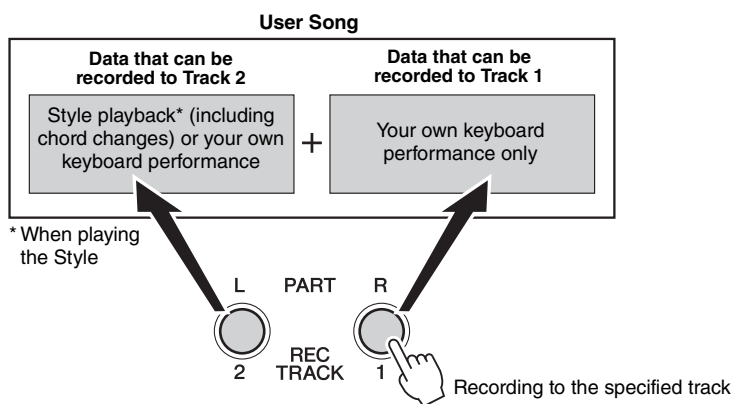 User Song
Data that can be
recorded to Track 2
Data that can be
recorded to Track 1
Style playback* (including
chord changes) or your own
keyboard performance
+
Your own keyboard
performance only
* When playing
the Style
L PART R
REC
2 TRACK 1
Recording to the specified track